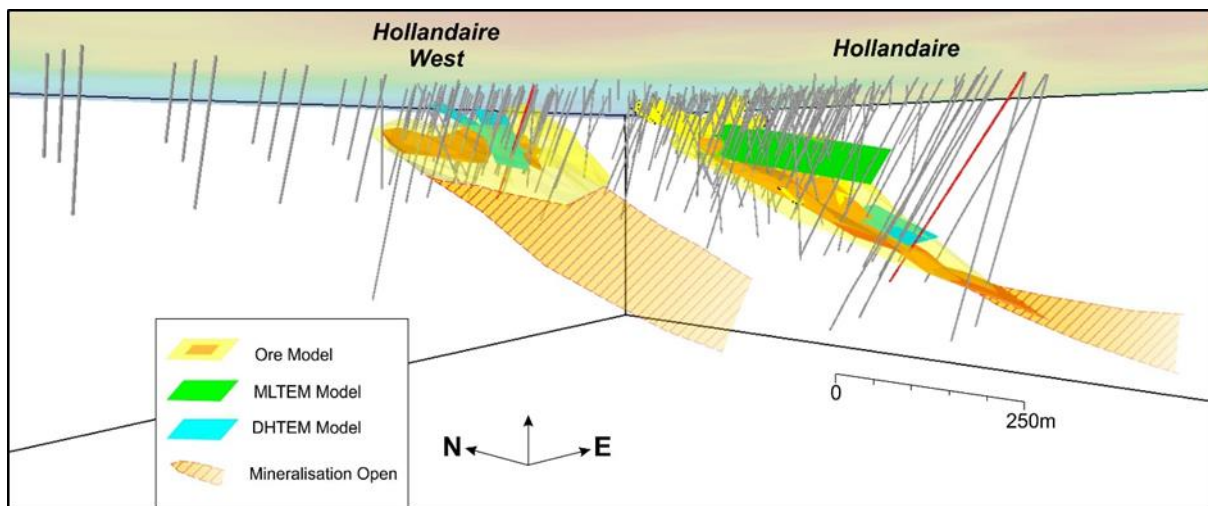 Hollandaire
West
Hollandaire
Ore Model
MLTEM Model
DHTEM Model
Mineralisation Open
N
E
0
250m